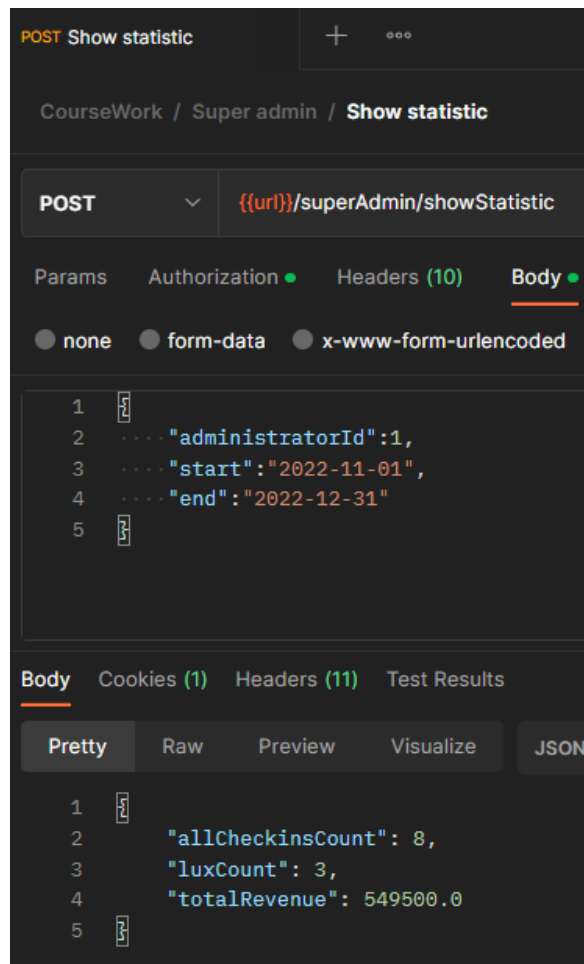 POST Show statistic
CourseWork / Super admin / Show statistic
POST {{url}}/superAdmin/showStatistic
Params Authorization Headers (10) Body
none form-data x-www-form-urlencoded
1 {
2 "administratorId":1,
3 "start":"2022-11-01",
4 "end":"2022-12-31"
5 }
Body Cookies (1) Headers (11) Test Results
Pretty Raw Preview Visualize JSON
1 {
2 "allCheckinsCount": 8,
3 "luxCount": 3,
4 "totalRevenue": 549500.0
5 }